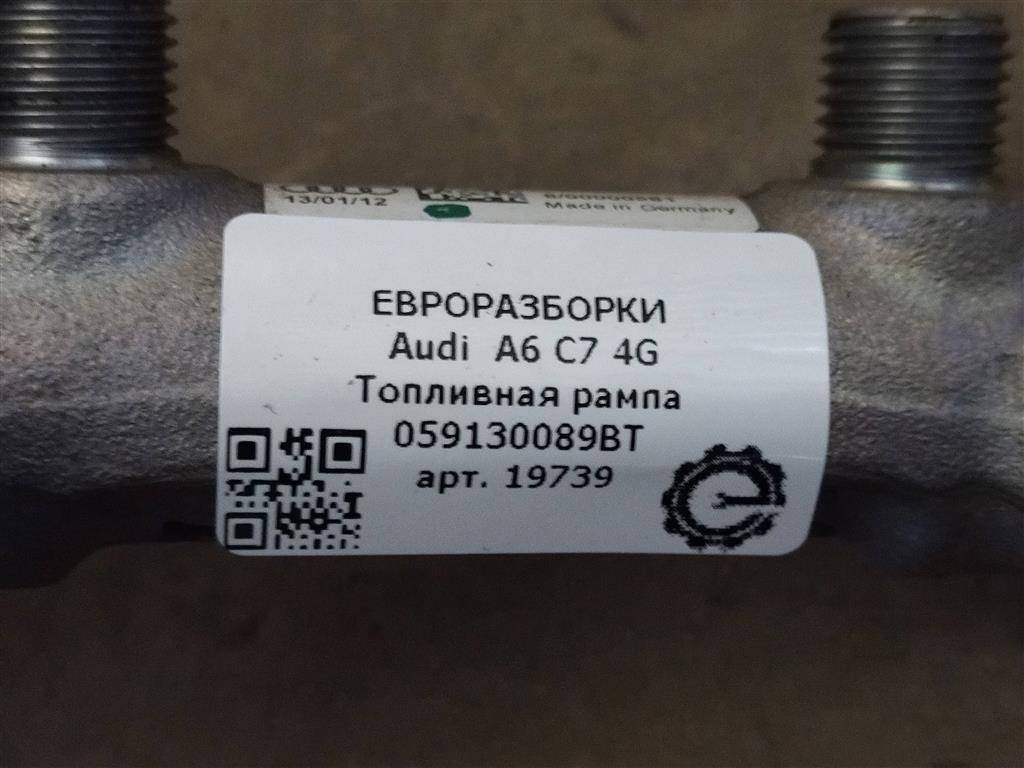 13/01/12
Made in Germany
ЕВРОРАЗБОРКИ
Audi A6 C7 4G
Топливная рампа
059130089BT
арт. 19739